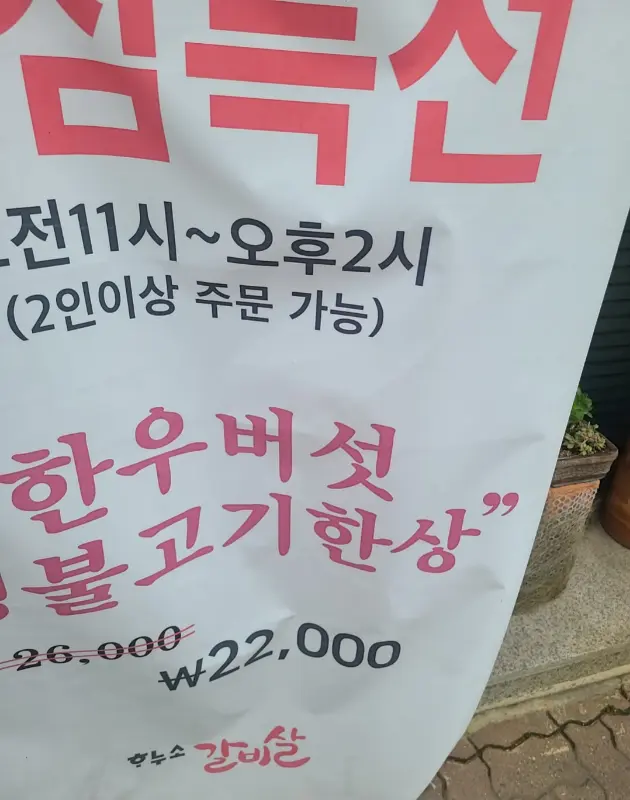 점특선
오전11시~오후2시
(2인이상 주문 가능)
한우버섯
불고기한상”
26,000 ₩22,000
갈비살